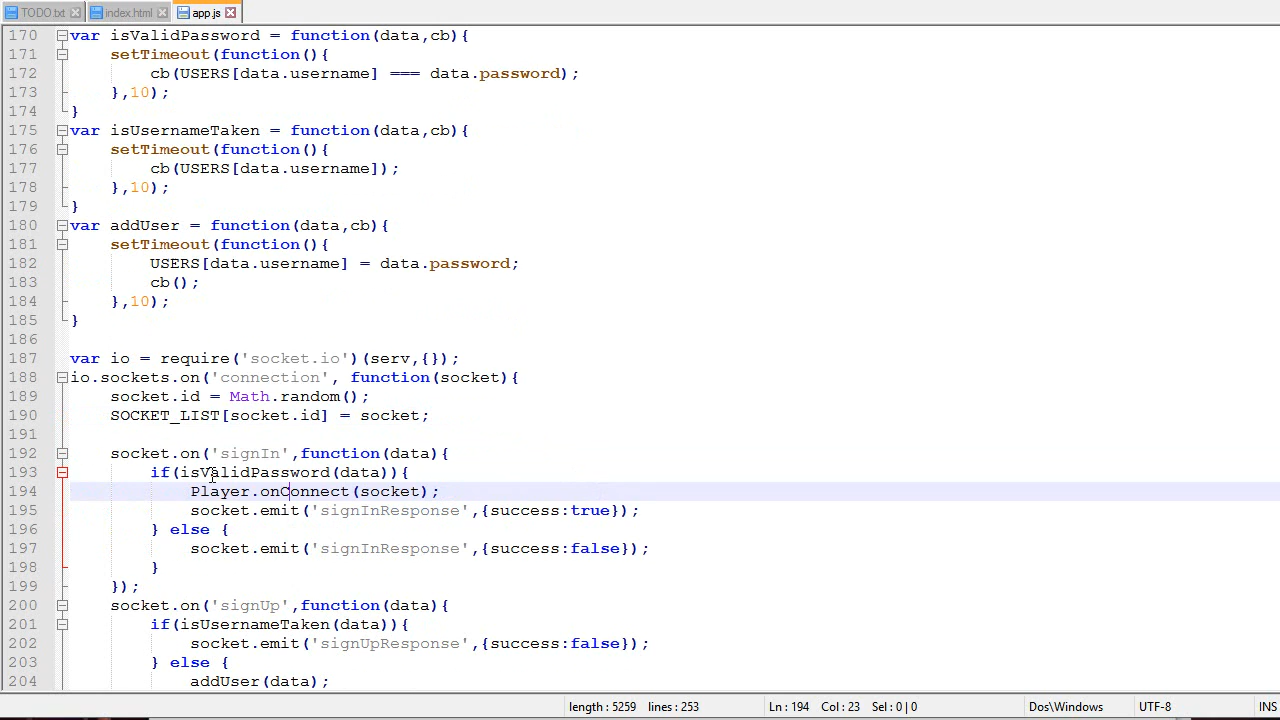 TODO.txt index.html app.js
170 var isValidPassword = function(data,cb){
171 setTimeout(function(){
172 cb(USERS[data.username] === data.password);
173 },10);
174 }
175 var isUsernameTaken = function(data,cb){
176 setTimeout(function(){
177 cb(USERS[data.username]);
178 },10);
179 }
180 var addUser = function(data,cb){
181 setTimeout(function(){
182 USERS[data.username] = data.password;
183 cb();
184 },10);
185 }
186
187 var io = require('socket.io')(serv,{});
188 io.sockets.on('connection', function(socket){
189 socket.id = Math.random();
190 SOCKET_LIST[socket.id] = socket;
191
192 socket.on('signIn',function(data){
193 if(isValidPassword(data)){
194 Player.onConnect(socket);
195 socket.emit('signInResponse',{success:true});
196 } else {
197 socket.emit('signInResponse',{success:false});
198 }
199 });
200 socket.on('signUp',function(data){
201 if(isUsernameTaken(data)){
202 socket.emit('signUpResponse',{success:false});
203 } else {
204 addUser(data);
length : 5259 lines : 253 Ln : 194 Col : 23 Sel : 0 | 0 Dos\Windows UTF-8 INS